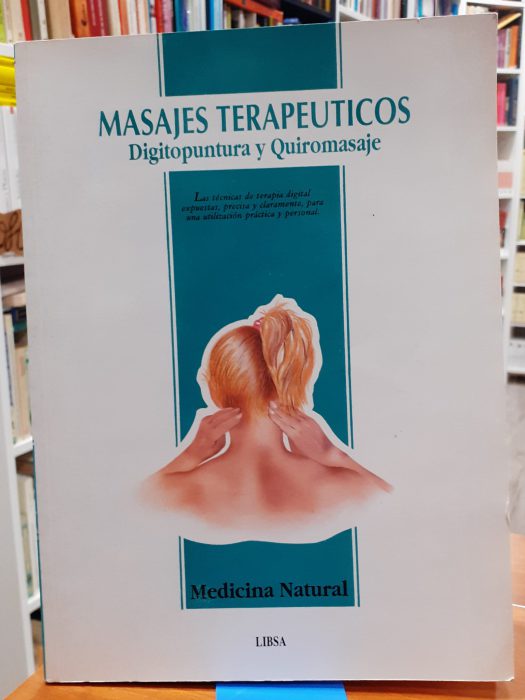 MASAJES TERAPEUTICOS
Digitopuntura y Quiromasaje
Las técnicas de terapia digital
expuestas, precisa y claramente, para
una utilización práctica y personal.
Medicina Natural
LIBSA